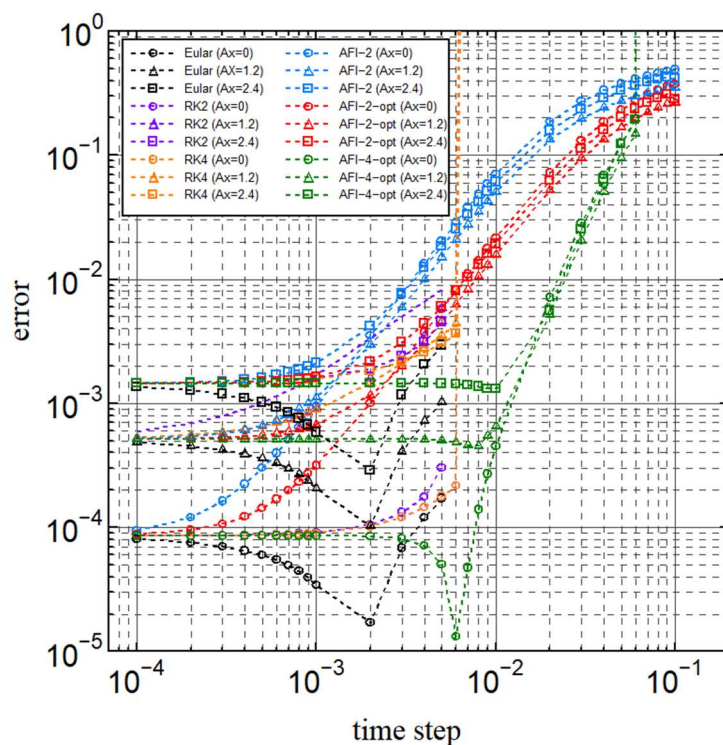 10^0
Eular (Ax=0)
Eular (AX=1.2)
Eular (Ax=2.4)
RK2 (Ax=0)
RK2 (Ax=1.2)
RK2 (Ax=2.4)
RK4 (Ax=0)
RK4 (Ax=1.2)
RK4 (Ax=2.4)
AFI-2 (Ax=0)
AFI-2 (Ax=1.2)
AFI-2 (Ax=2.4)
AFI-2-opt (Ax=0)
AFI-2-opt (Ax=1.2)
AFI-2-opt (Ax=2.4)
AFI-4-opt (Ax=0)
AFI-4-opt (Ax=1.2)
AFI-4-opt (Ax=2.4)
10^-1
10^-2
error
10^-3
10^-4
10^-5
10^-4 10^-3 10^-2 10^-1
time step